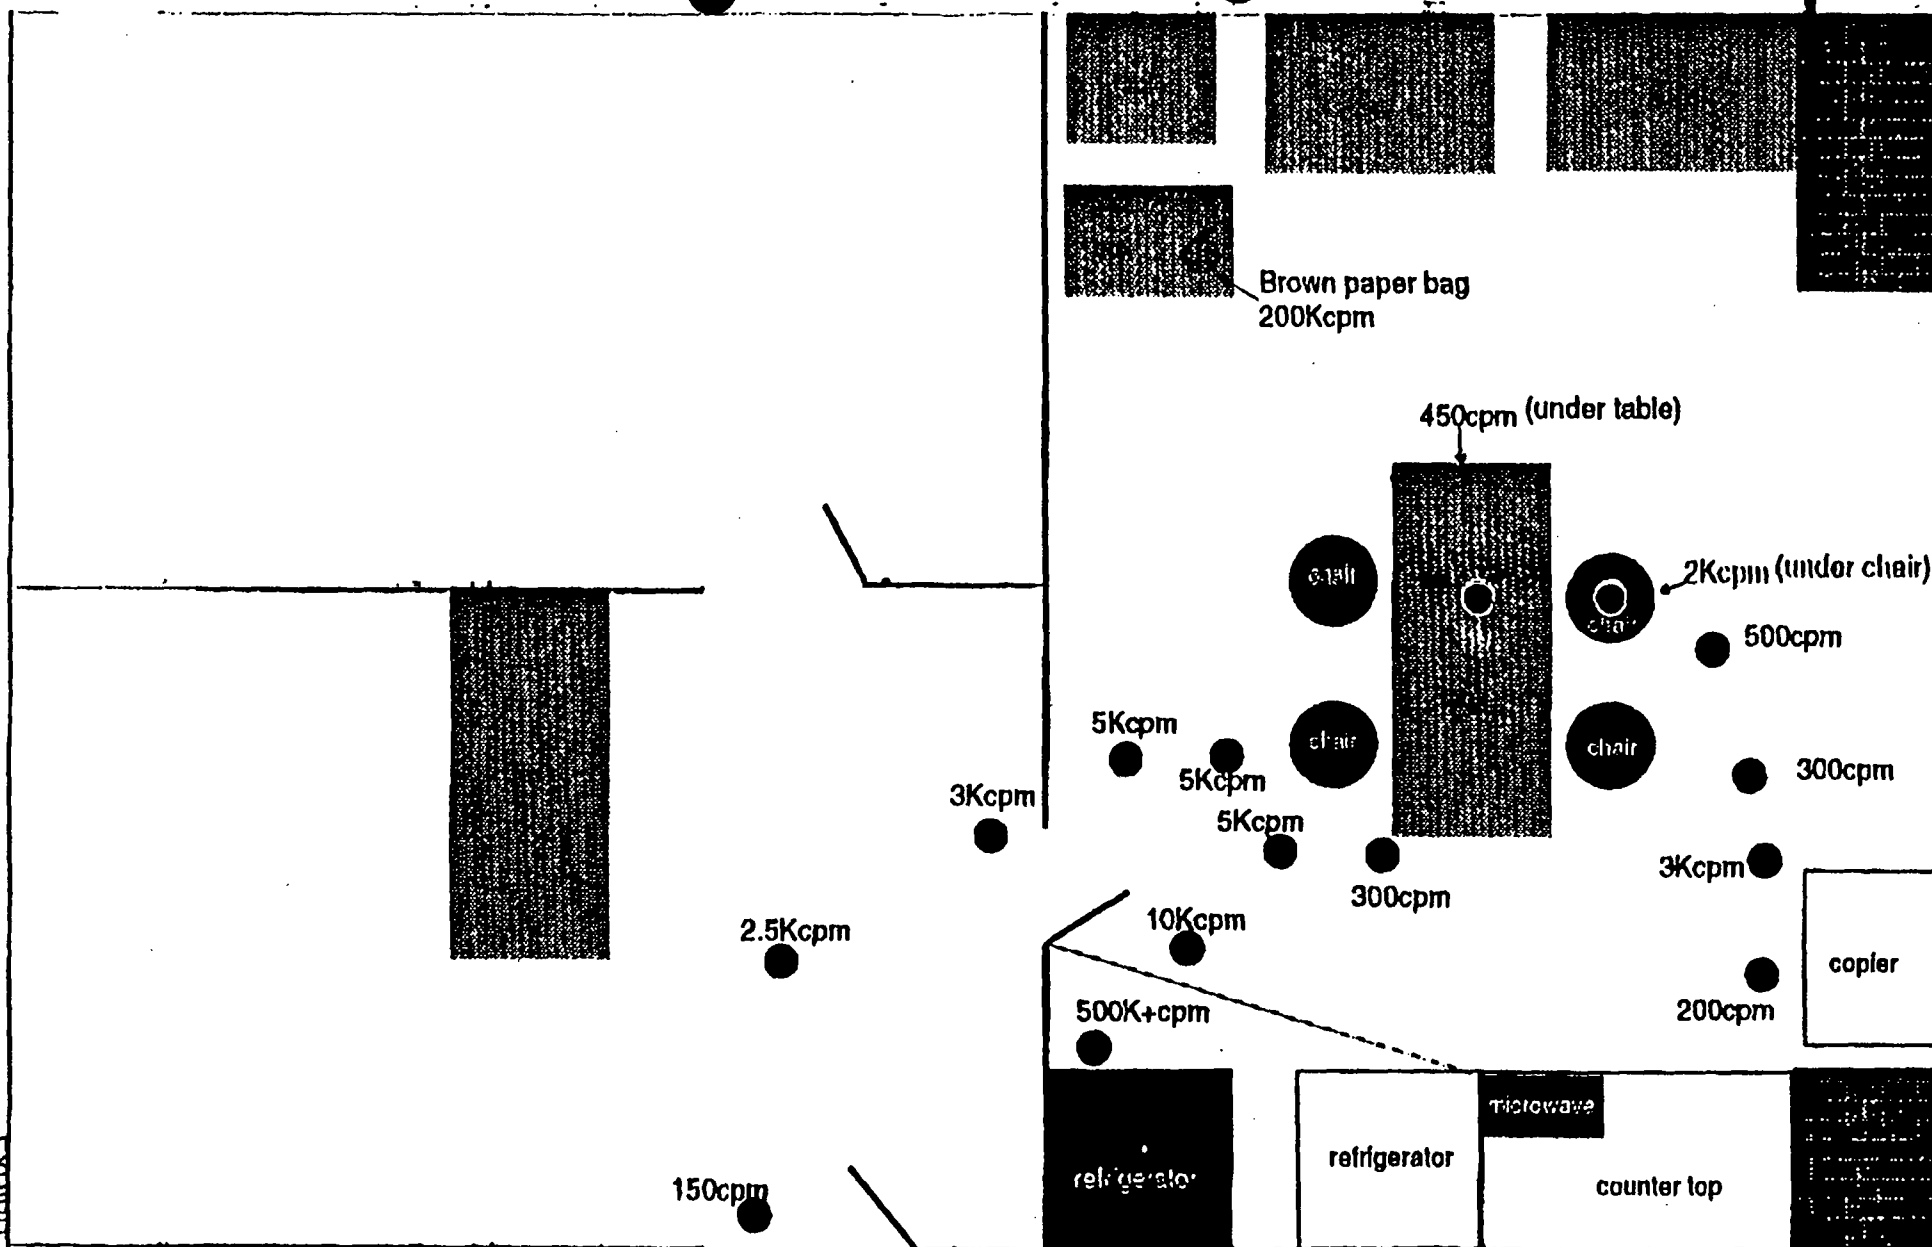 Brown paper bag
200Kcpm
450cpm (under table)
chair
2Kcpm (under chair)
chair
500cpm
5Kcpm
5Kcpm
chair
chair
300cpm
3Kcpm
5Kcpm
300cpm
3Kcpm
10Kcpm
2.5Kcpm
copier
500K+cpm
200cpm
microwave
refrigerator
refrigerator
counter top
150cpm